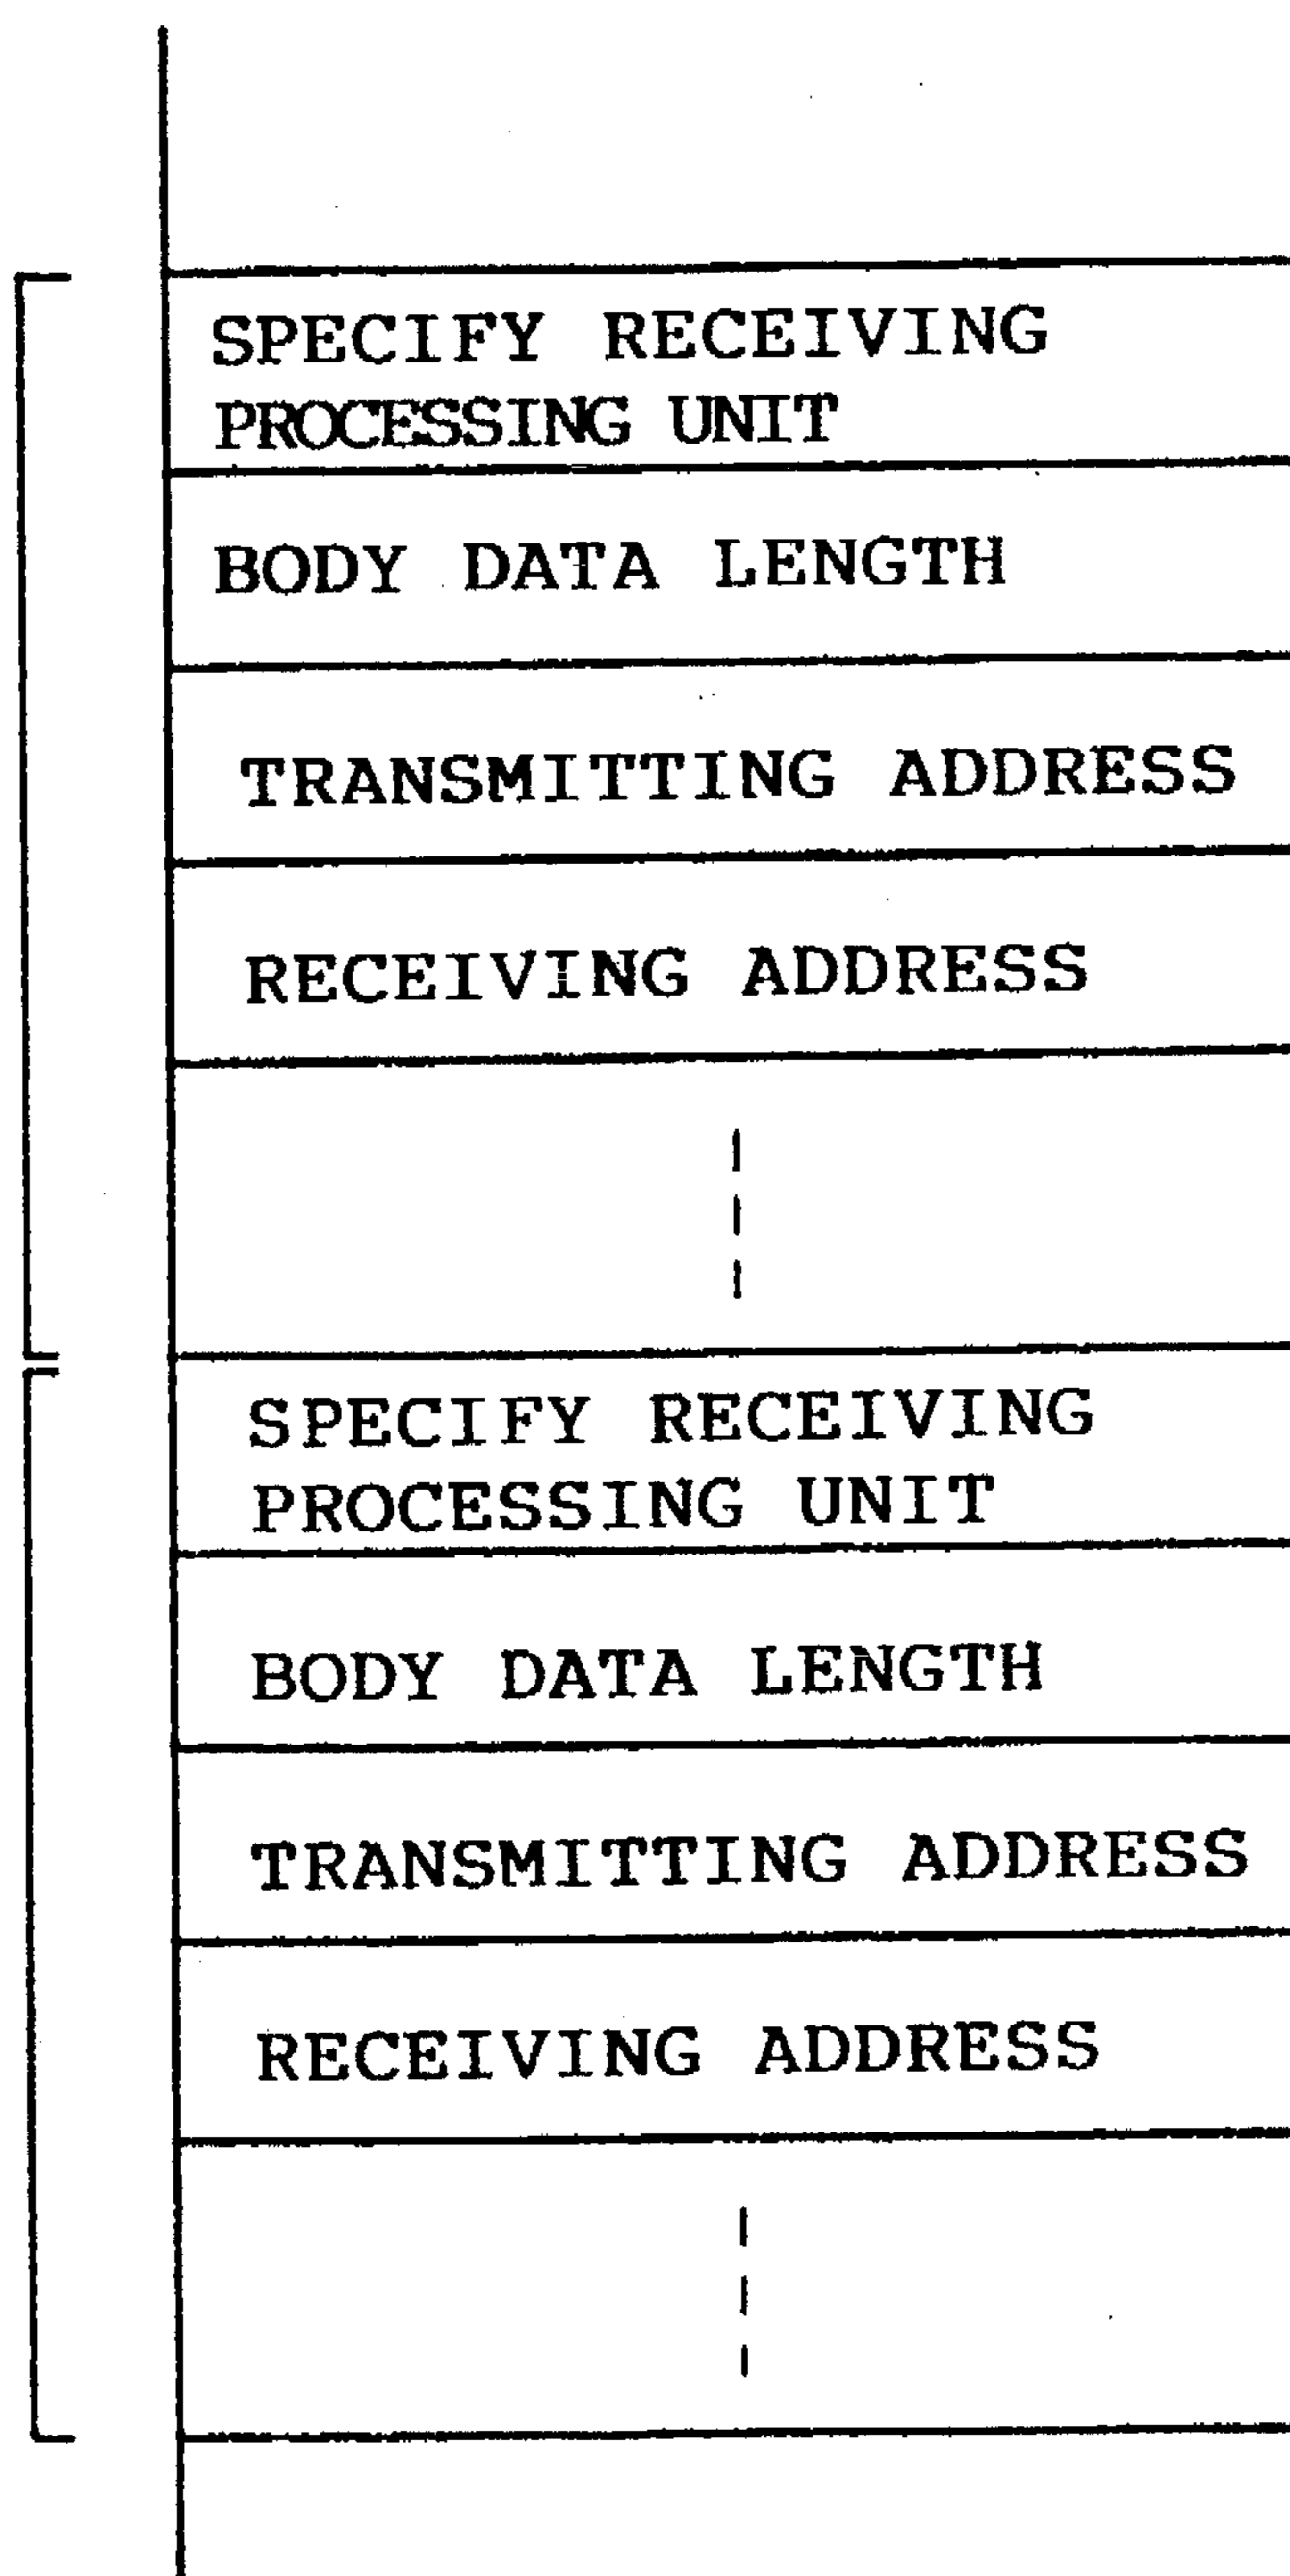 SPECIFY RECEIVING
PROCESSING UNIT
BODY DATA LENGTH
TRANSMITTING ADDRESS
RECEIVING ADDRESS
SPECIFY RECEIVING
PROCESSING UNIT
BODY DATA LENGTH
TRANSMITTING ADDRESS
RECEIVING ADDRESS